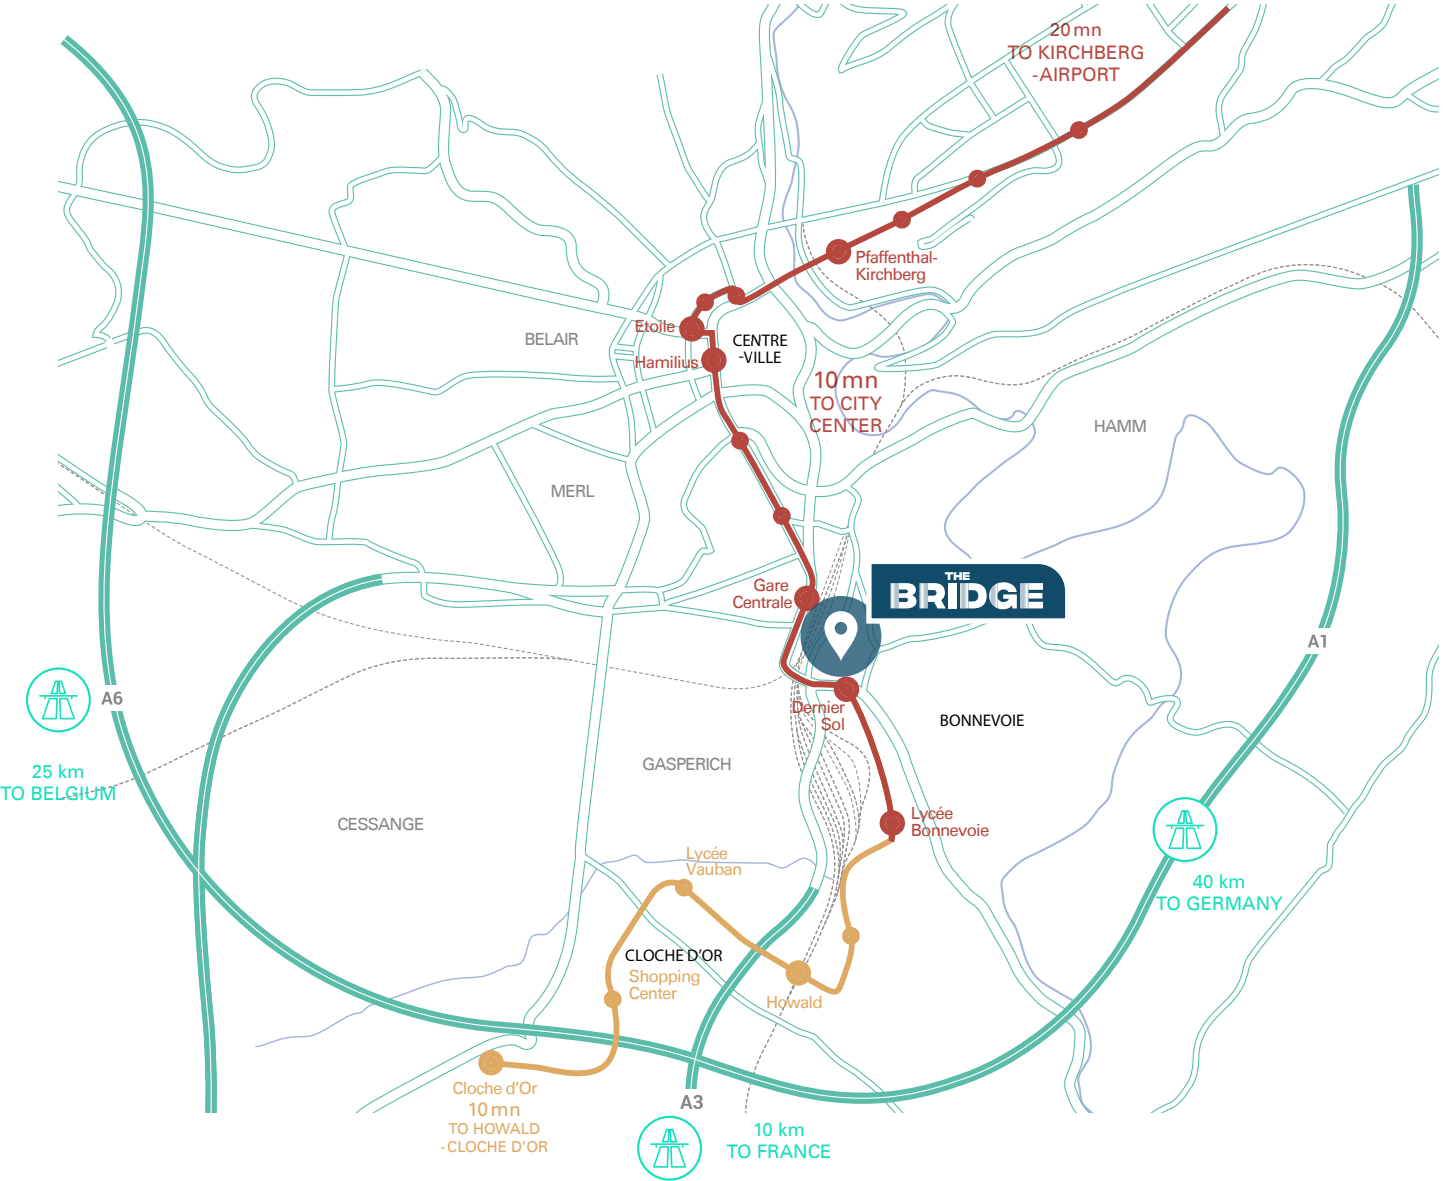 20 mn
TO KIRCHBERG
-AIRPORT
Pfaffenthal-
Kirchberg
Etoile
BELAIR
CENTRE
-VILLE
Hamilius
10 mn
TO CITY
CENTER
HAMM
MERL
THE
BRIDGE
Gare
Centrale
A1
A6
Dernier
Sol
BONNEVOIE
25 km
TO BELGIUM
GASPERICH
CESSANGE
Lycée
Bonnevoie
Lycée
Vauban
40 km
TO GERMANY
CLOCHE D'OR
Shopping
Center
Howald
Cloche d'Or
10 mn
TO HOWALD
-CLOCHE D'OR
A3
10 km
TO FRANCE